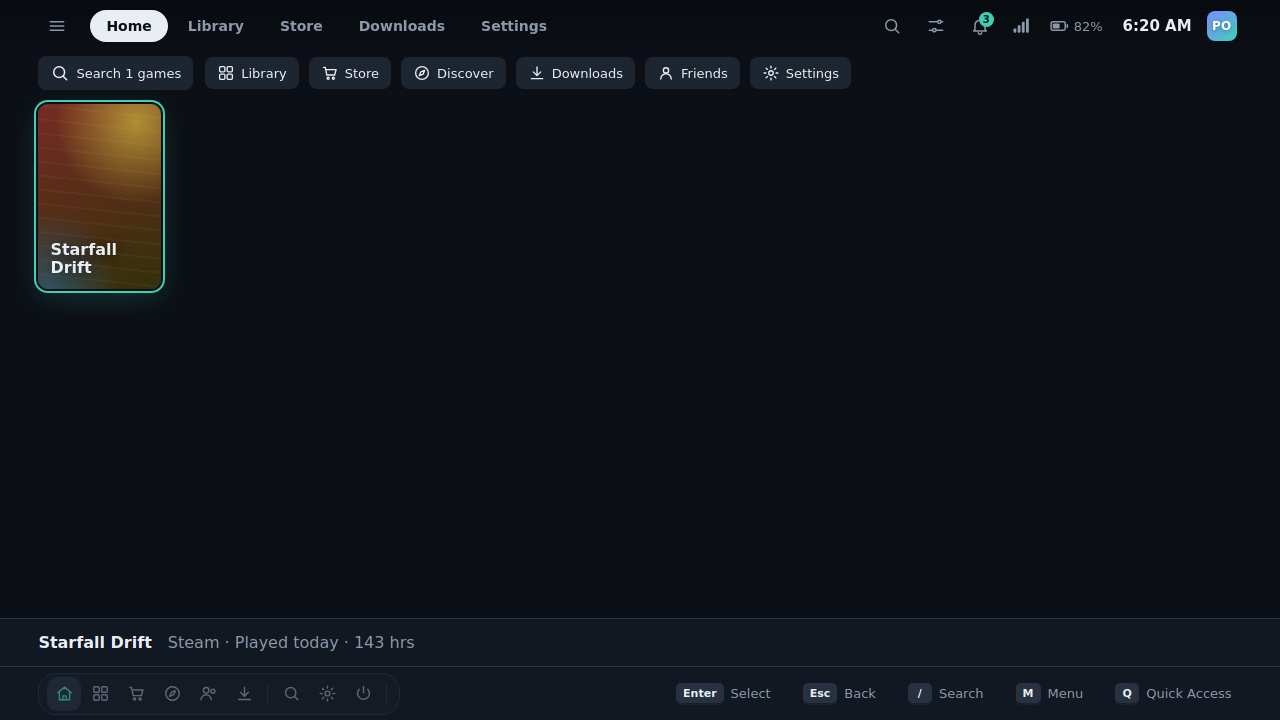 Home Library Store Downloads Settings 3 82% 6:20 AM PO
Search 1 games Library Store Discover Downloads Friends Settings
Starfall
Drift
Starfall Drift Steam · Played today · 143 hrs
Enter Select Esc Back / Search M Menu Q Quick Access